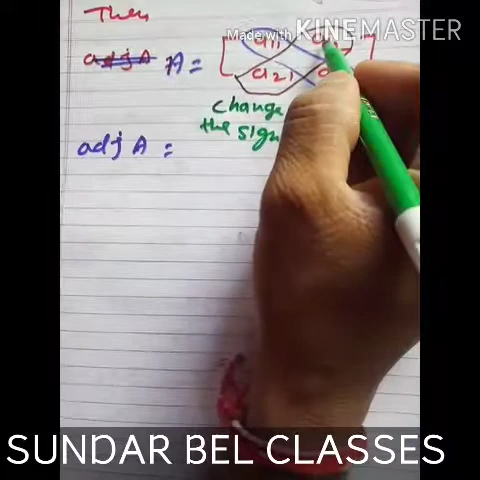 Then
Made with KINEMASTER
adj A A = a11
a21
change
the sign
adj A =
SUNDAR BEL CLASSES